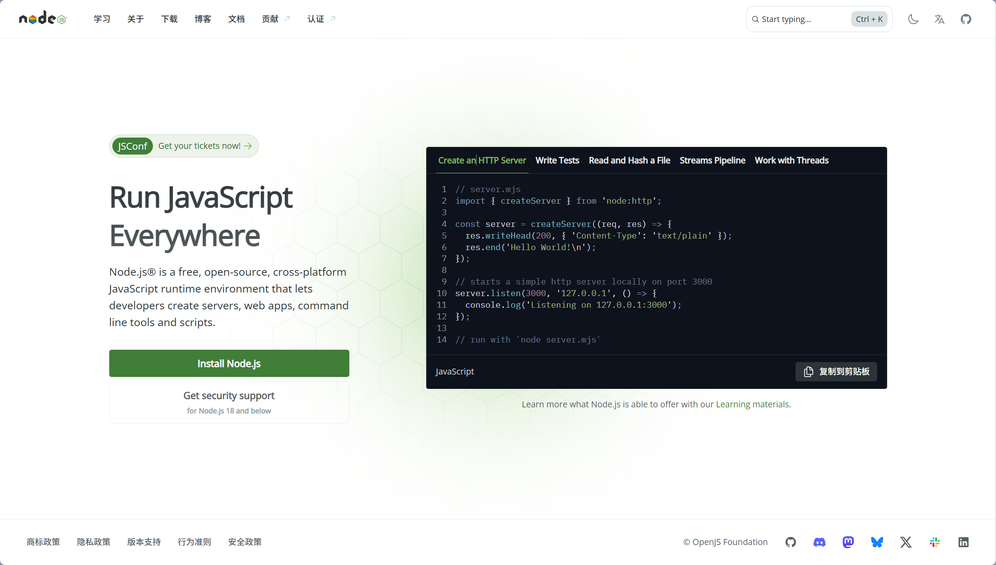 node JS
学习 关于 下载 博客 文档 贡献 认证
Start typing... Ctrl + K
JSConf Get your tickets now!
Run JavaScript
Everywhere
Node.js® is a free, open-source, cross-platform
JavaScript runtime environment that lets
developers create servers, web apps, command
line tools and scripts.
Install Node.js
Get security support
for Node.js 18 and below
Create an HTTP Server Write Tests Read and Hash a File Streams Pipeline Work with Threads
1 // server.mjs
2 import { createServer } from 'node:http';
3
4 const server = createServer((req, res) => {
5 res.writeHead(200, { 'Content-Type': 'text/plain' });
6 res.end('Hello World!\n');
7 });
8
9 // starts a simple http server locally on port 3000
10 server.listen(3000, '127.0.0.1', () => {
11 console.log('Listening on 127.0.0.1:3000');
12 });
13
14 // run with `node server.mjs`
JavaScript 复制到剪贴板
Learn more what Node.js is able to offer with our Learning materials.
商标政策 隐私政策 版本支持 行为准则 安全政策
© OpenJS Foundation